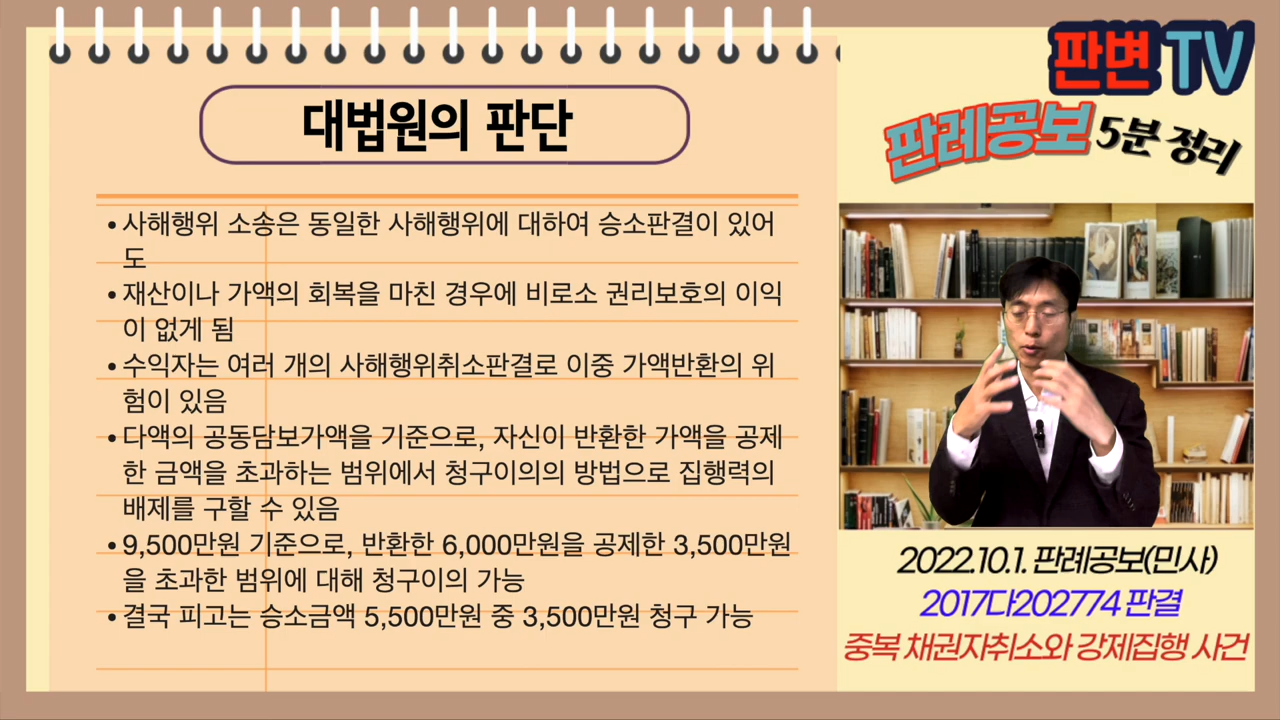 판변 TV
판례공보 5분 정리
대법원의 판단
• 사해행위 소송은 동일한 사해행위에 대하여 승소판결이 있어
도
• 재산이나 가액의 회복을 마친 경우에 비로소 권리보호의 이익
이 없게 됨
• 수익자는 여러 개의 사해행위취소판결로 이중 가액반환의 위
험이 있음
• 다액의 공동담보가액을 기준으로, 자신이 반환한 가액을 공제
한 금액을 초과하는 범위에서 청구이의의 방법으로 집행력의
배제를 구할 수 있음
• 9,500만원 기준으로, 반환한 6,000만원을 공제한 3,500만원
을 초과한 범위에 대해 청구이의 가능
• 결국 피고는 승소금액 5,500만원 중 3,500만원 청구 가능
2022.10.1. 판례공보(민사)
2017다202774 판결
중복 채권자취소와 강제집행 사건